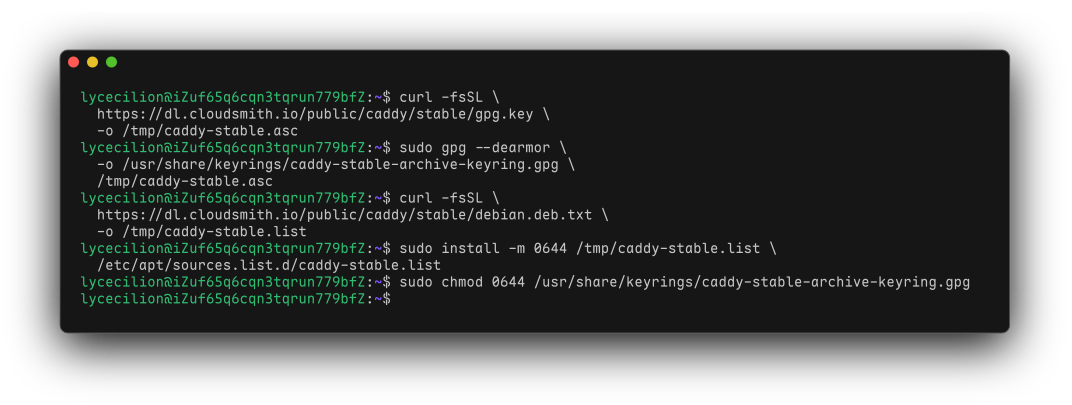 lycecilion@iZuf65q6cqn3tqrun779bfZ:~$ curl -fsSL \
  https://dl.cloudsmith.io/public/caddy/stable/gpg.key \
  -o /tmp/caddy-stable.asc
lycecilion@iZuf65q6cqn3tqrun779bfZ:~$ sudo gpg --dearmor \
  -o /usr/share/keyrings/caddy-stable-archive-keyring.gpg \
  /tmp/caddy-stable.asc
lycecilion@iZuf65q6cqn3tqrun779bfZ:~$ curl -fsSL \
  https://dl.cloudsmith.io/public/caddy/stable/debian.deb.txt \
  -o /tmp/caddy-stable.list
lycecilion@iZuf65q6cqn3tqrun779bfZ:~$ sudo install -m 0644 /tmp/caddy-stable.list \
  /etc/apt/sources.list.d/caddy-stable.list
lycecilion@iZuf65q6cqn3tqrun779bfZ:~$ sudo chmod 0644 /usr/share/keyrings/caddy-stable-archive-keyring.gpg
lycecilion@iZuf65q6cqn3tqrun779bfZ:~$